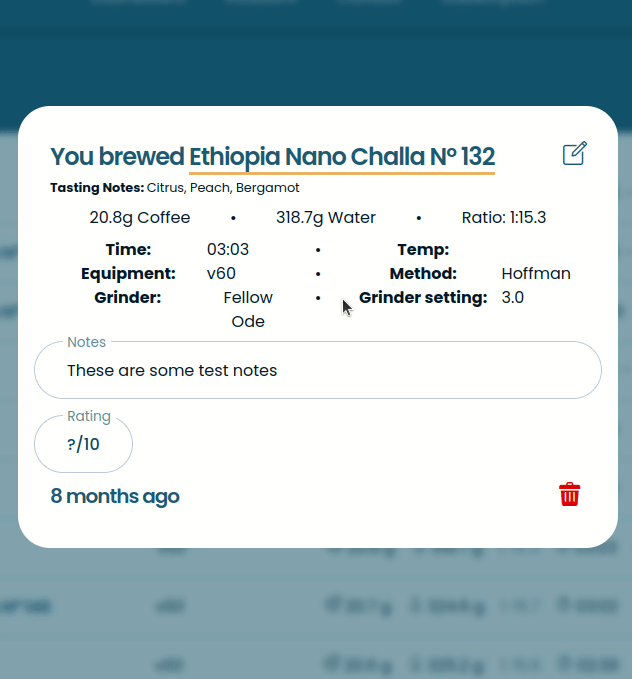 You brewed Ethiopia Nano Challa Nº 132
Tasting Notes: Citrus, Peach, Bergamot
20.8g Coffee • 318.7g Water • Ratio: 1:15.3
Time: 03:03 • Temp:
Equipment: v60 • Method: Hoffman
Grinder: Fellow Ode • Grinder setting: 3.0
Notes
These are some test notes
Rating
?/10
8 months ago